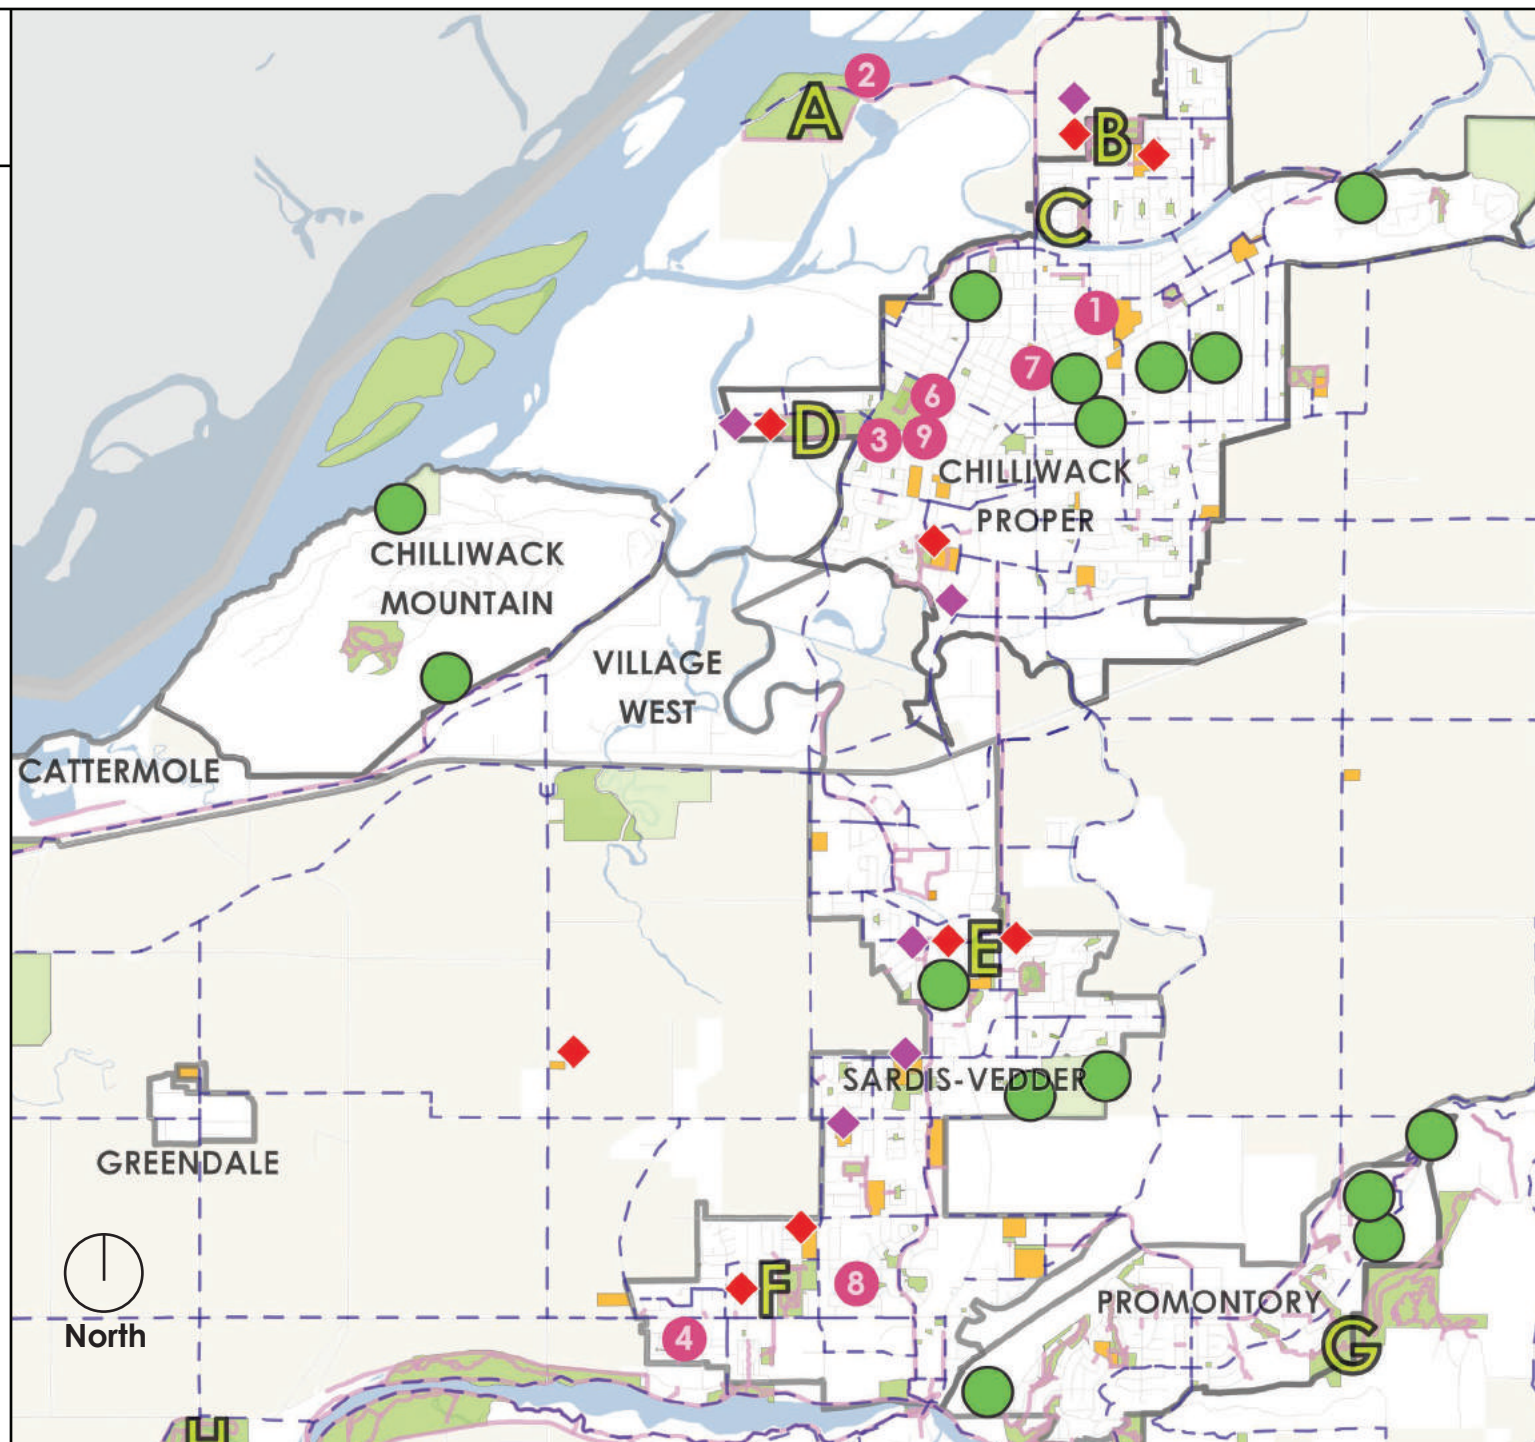 2
A
B
C
1
7
6
D
3
9
CHILLIWACK
PROPER
CHILLIWACK
MOUNTAIN
VILLAGE
WEST
CATTERMOLE
E
SARDIS-VEDDER
GREENDALE
F
8
PROMONTORY
North
4
G
H